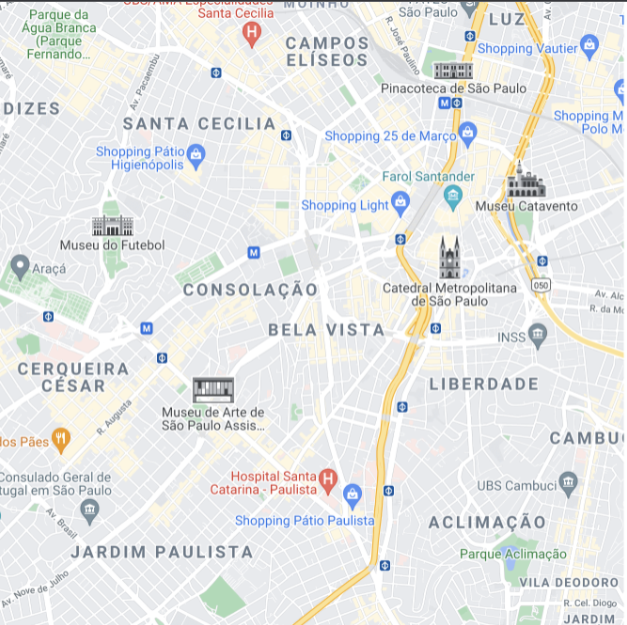 UBS/AMA Especialidades
Santa Cecília
MOINHO
São Paulo
LUZ
Av.
Parque da
Água Branca
(Parque
Fernando...
CAMPOS
ELÍSEOS
R. José Paulino
Shopping Vautier
Av. Pacaembu
Pinacoteca de São Paulo
DIZES
SANTA CECILIA
M
Shopping M
Polo M
Shopping 25 de Março
Shopping Pátio
Higienópolis
Farol Santander
Shopping Light
Museu Catavento
Museu do Futebol
M
Araçá
CONSOLAÇÃO
Catedral Metropolitana
de São Paulo
050
Av. Alc
R. da Mo
M
BELA VISTA
INSS
CERQUEIRA
CÉSAR
LIBERDADE
Museu de Arte de
São Paulo Assis...
R. Augusta
los Pães
CAMBU
Hospital Santa
Catarina - Paulista
H
Consulado Geral de
tugal em São Paulo
UBS Cambuci
Shopping Pátio Paulista
Av. Brasil
ACLIMAÇÃO
JARDIM PAULISTA
Parque Aclimação
Av. Nove de Julho
VILA DEODORO
R. Cel. Diogo
JARDIM